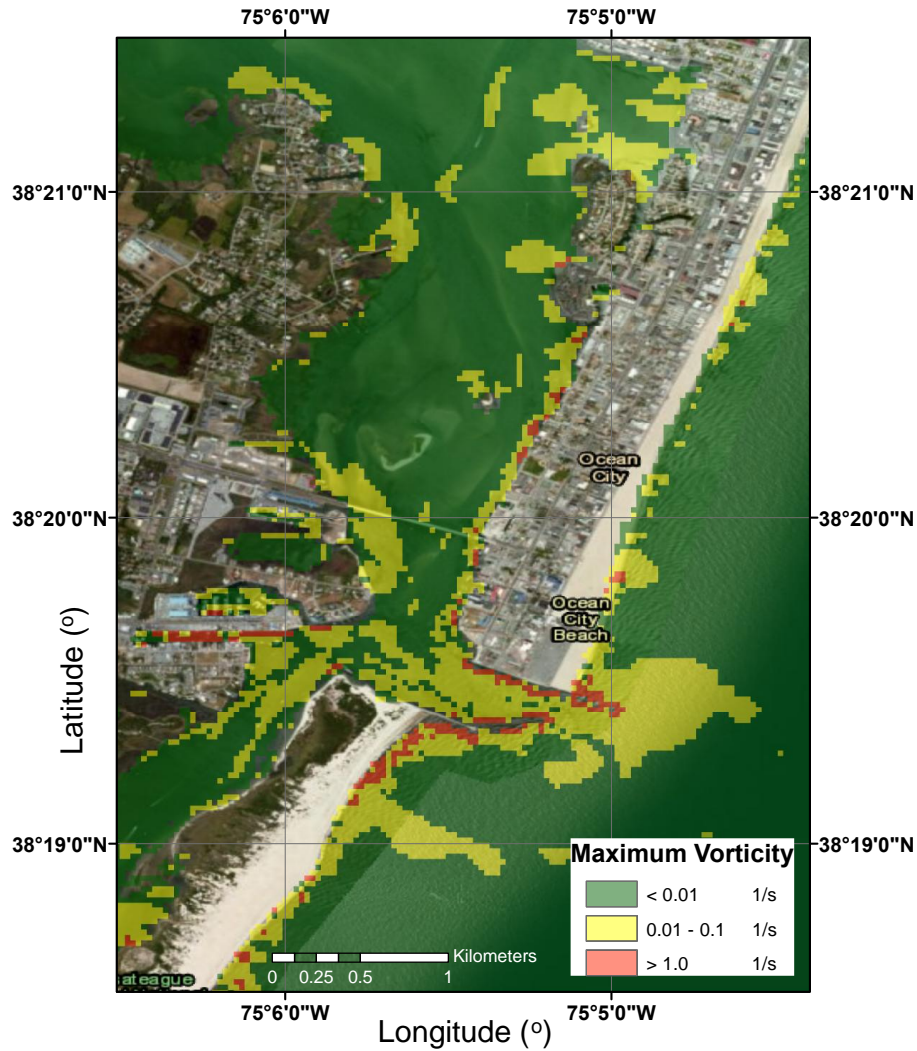 75°6'0"W 75°5'0"W
38°21'0"N 38°21'0"N
Ocean
City
38°20'0"N 38°20'0"N
Ocean
City
Beach
Latitude (°)
38°19'0"N 38°19'0"N
Maximum Vorticity
< 0.01 1/s
0.01 - 0.1 1/s
> 1.0 1/s
Kilometers
0 0.25 0.5 1
sateague
75°6'0"W 75°5'0"W
Longitude (°)